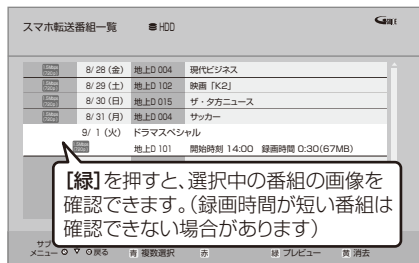 スマホ転送番組一覧 HDD
8/28(金) 地上D 004 現代ビジネス
8/29(土) 地上D 102 映画「K2」
8/30(日) 地上D 015 ザ・夕方ニュース
8/31(月) 地上D 004 サッカー
9/ 1(火) ドラマスペシャル
地上D 101 開始時刻 14:00 録画時間 0:30(67MB)
[緑]を押すと、選択中の番組の画像を
確認できます。(録画時間が短い番組は
確認できない場合があります)
サブ
メニュー 戻る 青 複数選択 赤 緑 プレビュー 黄 消去